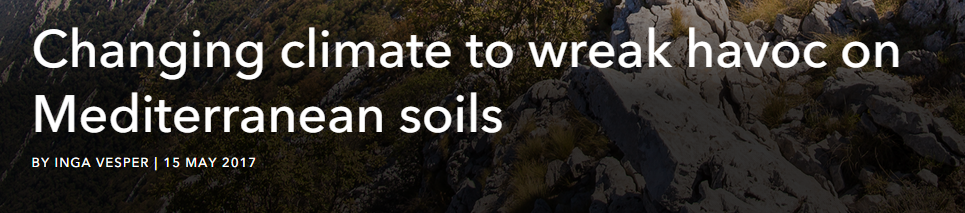 Changing climate to wreak havoc on
Mediterranean soils
BY INGA VESPER | 15 MAY 2017